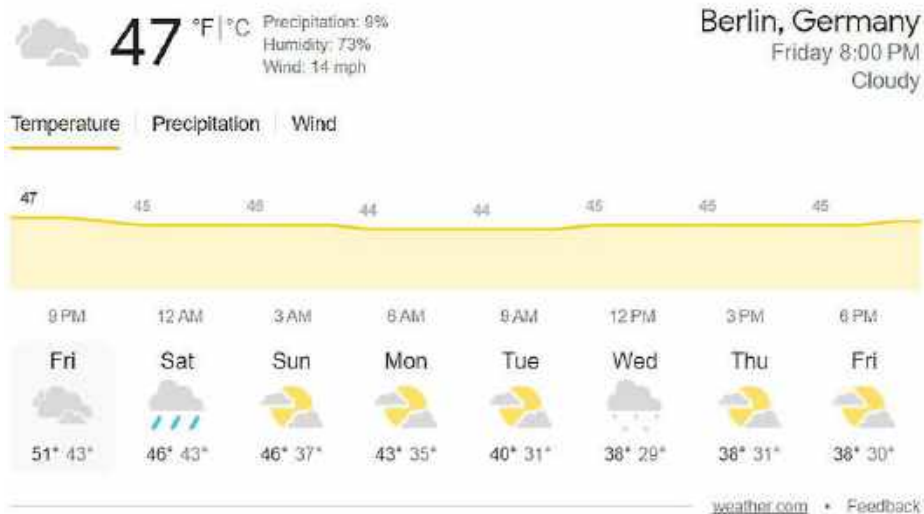 47 °F|°C
Precipitation: 9%
Humidity: 73%
Wind: 14 mph
Berlin, Germany
Friday 8:00 PM
Cloudy
Temperature Precipitation Wind
47 45 44 44 45 45 45
9 PM 12 AM 3 AM 6 AM 9 AM 12 PM 3 PM 6 PM
Fri Sat Sun Mon Tue Wed Thu Fri
51° 43° 46° 43° 46° 37° 43° 35° 40° 31° 38° 29° 38° 31° 38° 30°
weather.com • Feedback